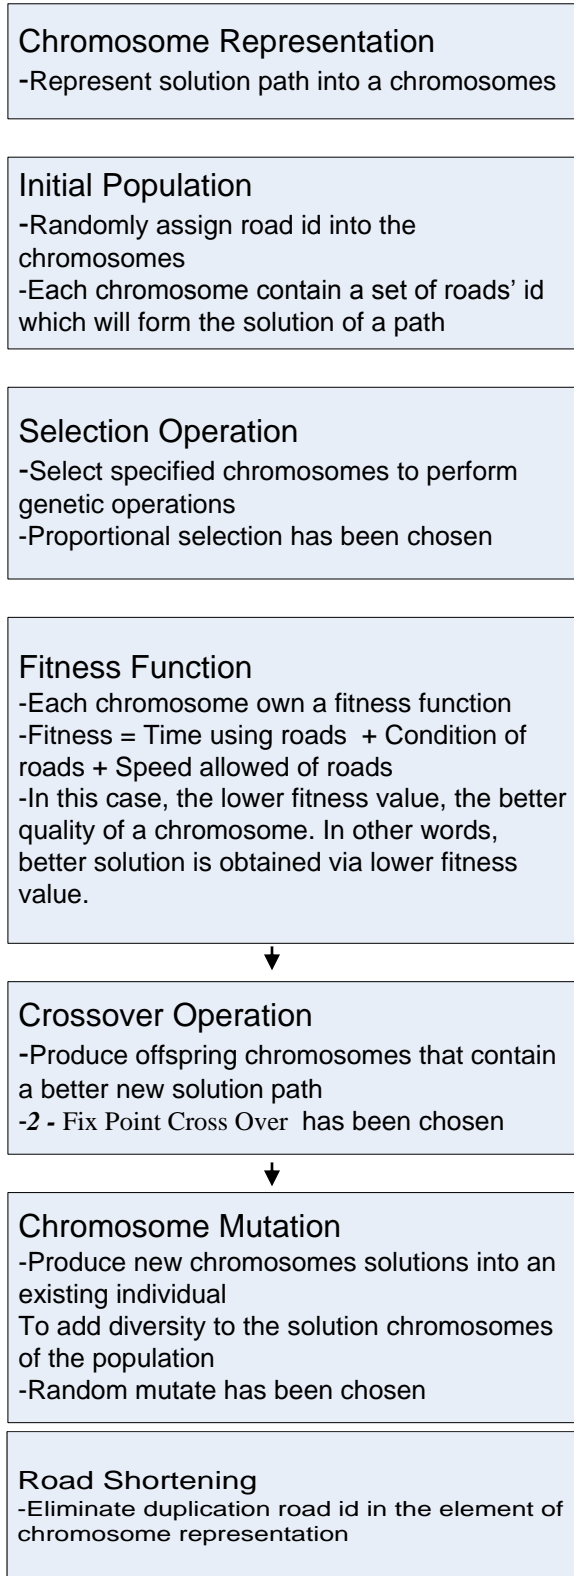 Chromosome Representation
-Represent solution path into a chromosomes
Initial Population
-Randomly assign road id into the
chromosomes
-Each chromosome contain a set of roads’ id
which will form the solution of a path
Selection Operation
-Select specified chromosomes to perform
genetic operations
-Proportional selection has been chosen
Fitness Function
-Each chromosome own a fitness function
-Fitness = Time using roads + Condition of
roads + Speed allowed of roads
-In this case, the lower fitness value, the better
quality of a chromosome. In other words,
better solution is obtained via lower fitness
value.
Crossover Operation
-Produce offspring chromosomes that contain
a better new solution path
-2 - Fix Point Cross Over has been chosen
Chromosome Mutation
-Produce new chromosomes solutions into an
existing individual
To add diversity to the solution chromosomes
of the population
-Random mutate has been chosen
Road Shortening
-Eliminate duplication road id in the element of
chromosome representation